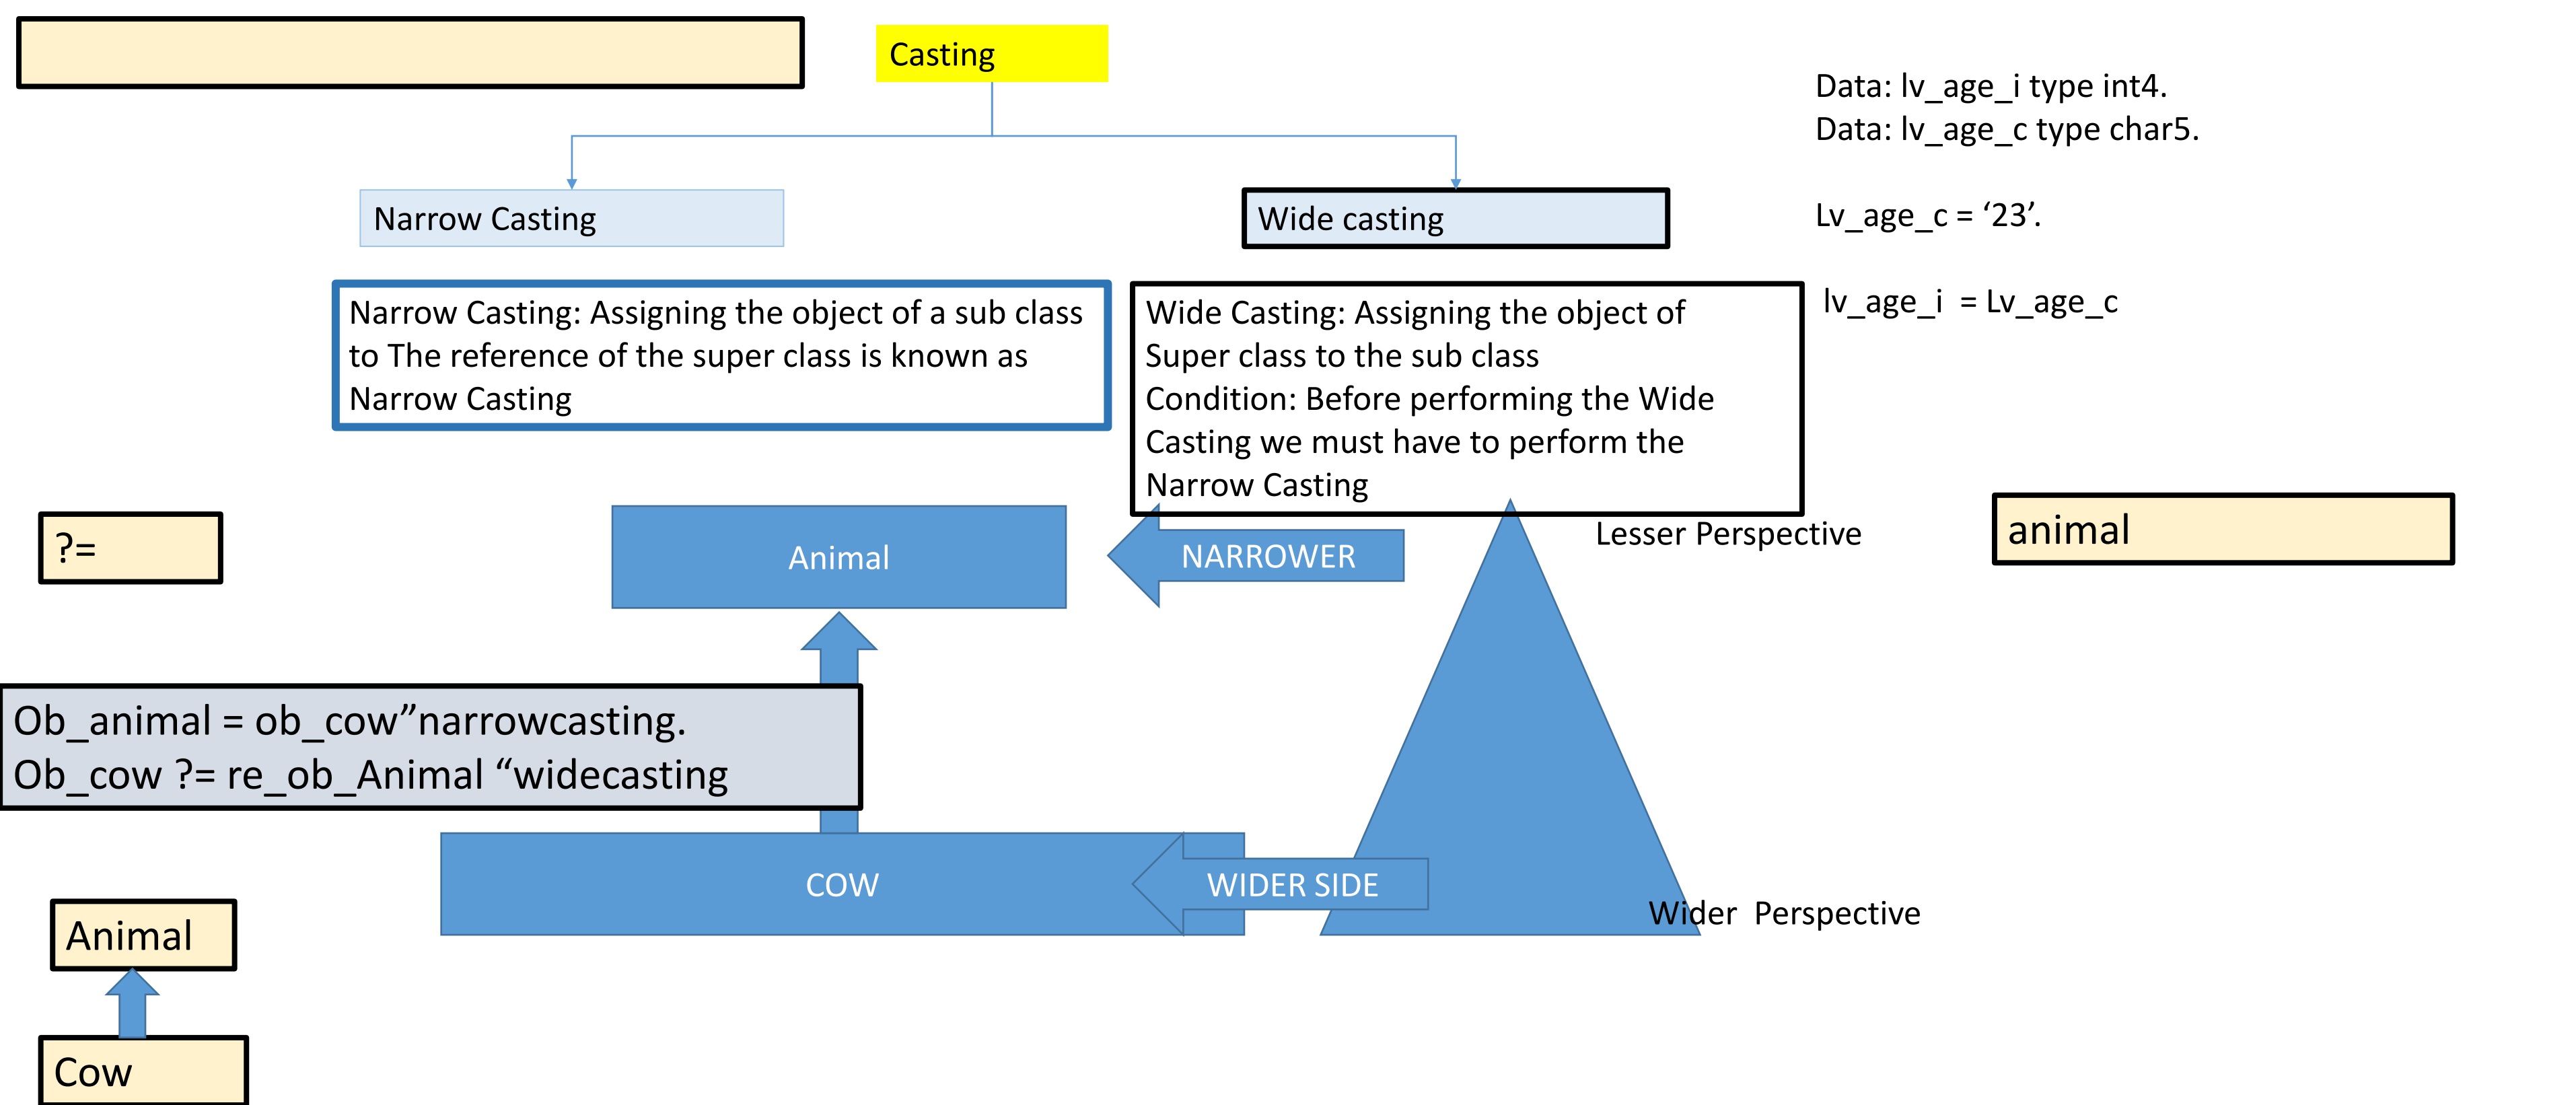 Casting
Data: lv_age_i type int4.
Data: lv_age_c type char5.
Narrow Casting
Wide casting
Lv_age_c = ‘23’.
lv_age_i  = Lv_age_c
Narrow Casting: Assigning the object of a sub class
to The reference of the super class is known as
Narrow Casting
Wide Casting: Assigning the object of
Super class to the sub class
Condition: Before performing the Wide
Casting we must have to perform the
Narrow Casting
?=
Animal
NARROWER
Lesser Perspective
animal
Ob_animal = ob_cow”narrowcasting.
Ob_cow ?= re_ob_Animal “widecasting
COW
WIDER SIDE
Wider  Perspective
Animal
Cow